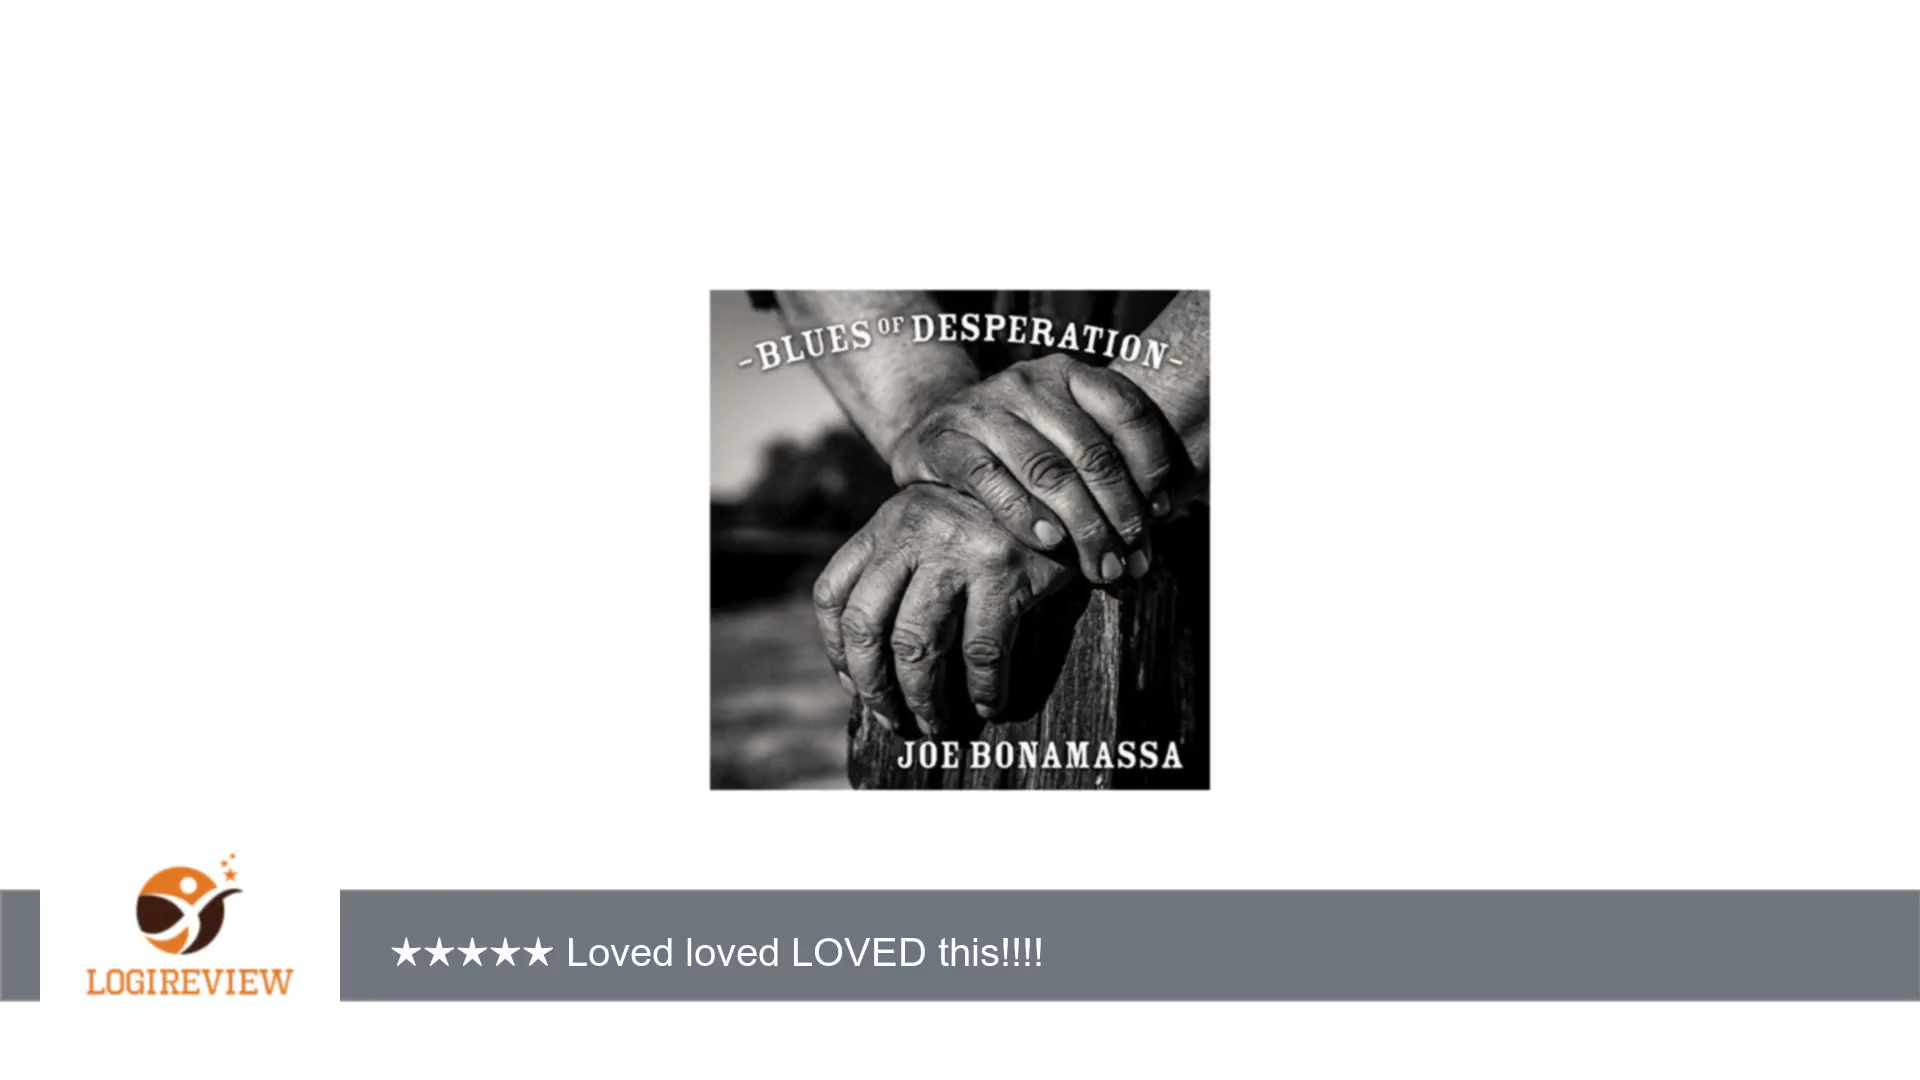 -BLUES OF DESPERATION-
JOE BONAMASSA
LOGIREVIEW
★★★★★ Loved loved LOVED this!!!!